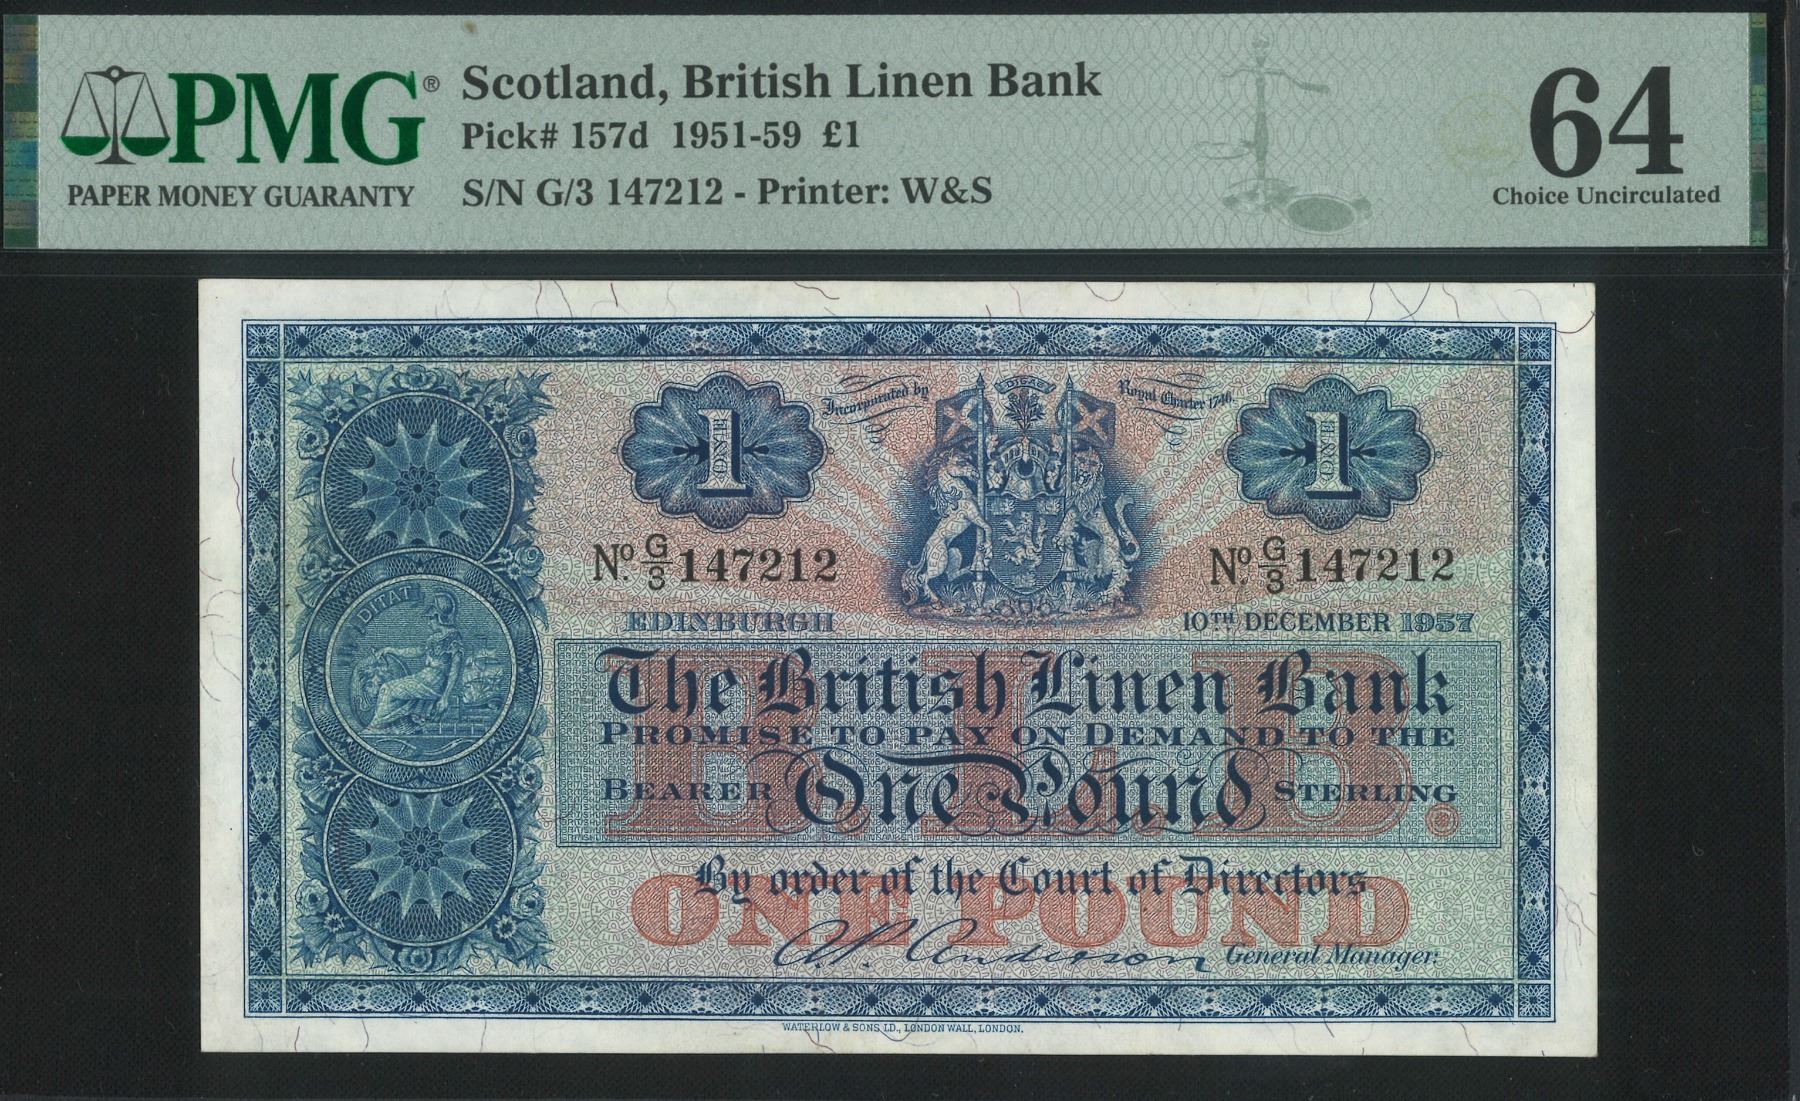 PMG®
PAPER MONEY GUARANTY
Scotland, British Linen Bank
Pick# 157d 1951-59 £1
S/N G/3 147212 - Printer: W&S
64
Choice Uncirculated
Incorporated by
DITAT
Royal Charter 1746.
1
1
No. G/3 147212
No. G/3 147212
EDINBURGH
10TH DECEMBER 1957
DITAT
The British Linen Bank
PROMISE TO PAY ON DEMAND TO THE
BEARER One Pound STERLING
B.L.B.
By order of the Court of Directors
ONE POUND
A.P. Anderson General Manager.
WATERLOW & SONS LD., LONDON WALL, LONDON.